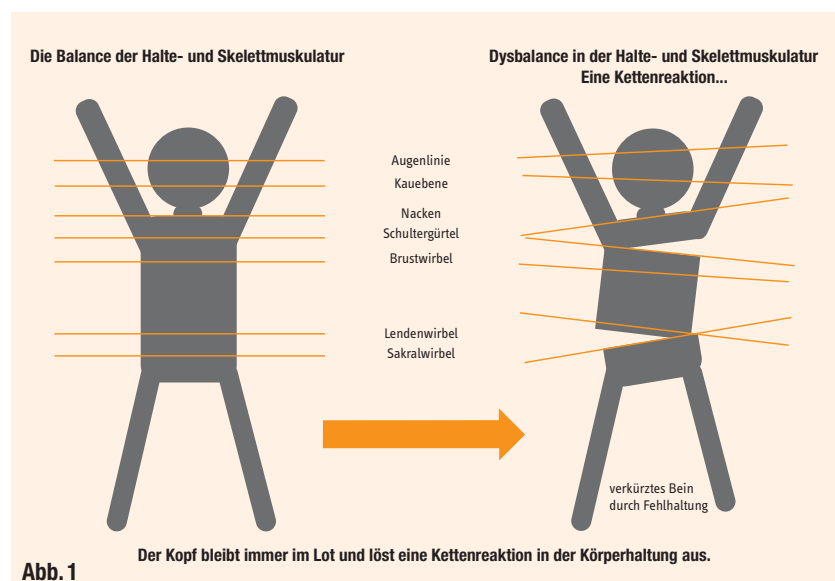 Die Balance der Halte- und Skelettmuskulatur
Dysbalance in der Halte- und Skelettmuskulatur
Eine Kettenreaktion...
Augenlinie
Kauebene
Nacken
Schultergürtel
Brustwirbel
Lendenwirbel
Sakralwirbel
verkürztes Bein
durch Fehlhaltung
Der Kopf bleibt immer im Lot und löst eine Kettenreaktion in der Körperhaltung aus.
Abb. 1